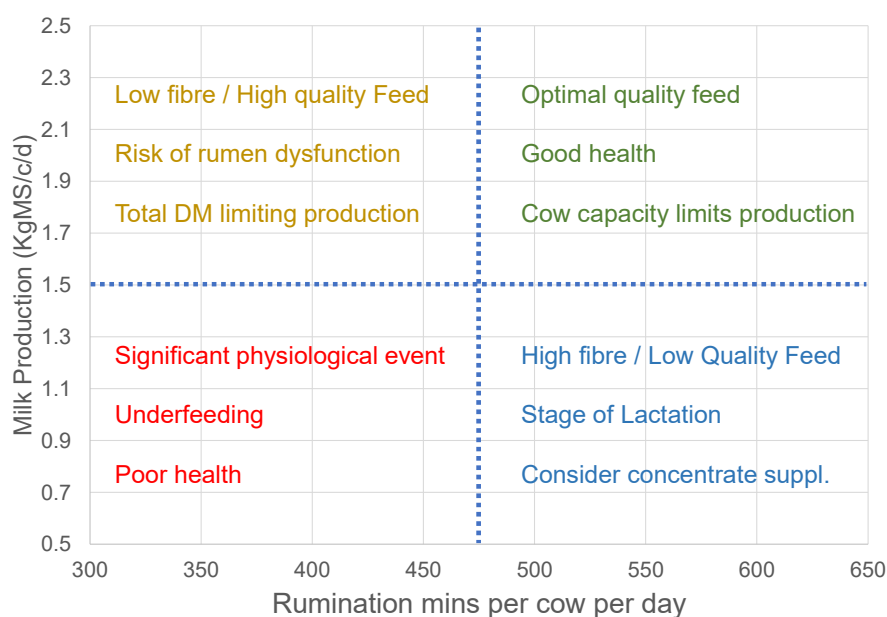 2.5
2.3
2.1
1.9
1.7
1.5
1.3
1.1
0.9
0.7
0.5
Milk Production (KgMS/c/d)
Low fibre / High quality Feed
Risk of rumen dysfunction
Total DM limiting production
Optimal quality feed
Good health
Cow capacity limits production
Significant physiological event
Underfeeding
Poor health
High fibre / Low Quality Feed
Stage of Lactation
Consider concentrate suppl.
300 350 400 450 500 550 600 650
Rumination mins per cow per day